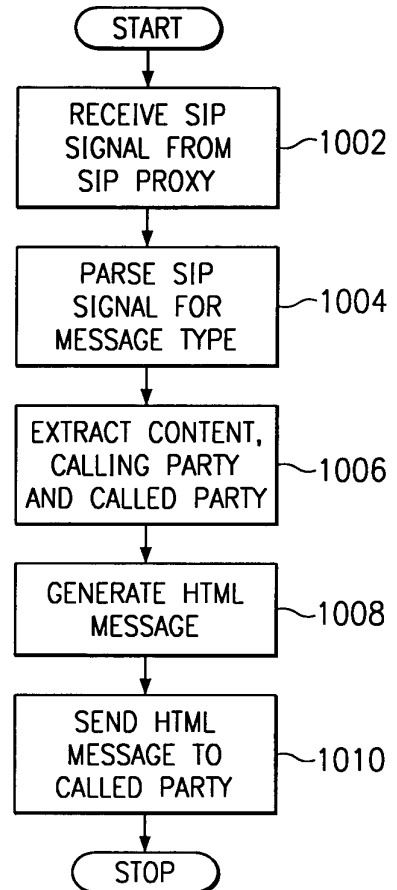 START
RECEIVE SIP
SIGNAL FROM
SIP PROXY
1002
PARSE SIP
SIGNAL FOR
MESSAGE TYPE
1004
EXTRACT CONTENT,
CALLING PARTY
AND CALLED PARTY
1006
GENERATE HTML
MESSAGE
1008
SEND HTML
MESSAGE TO
CALLED PARTY
1010
STOP